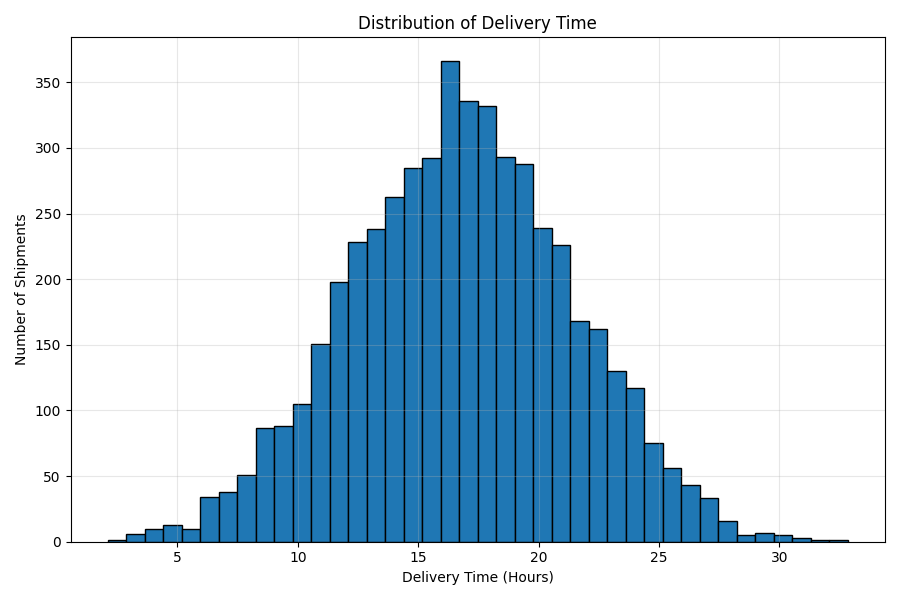 Distribution of Delivery Time
Number of Shipments
350
300
250
200
150
100
50
0
5 10 15 20 25 30
Delivery Time (Hours)